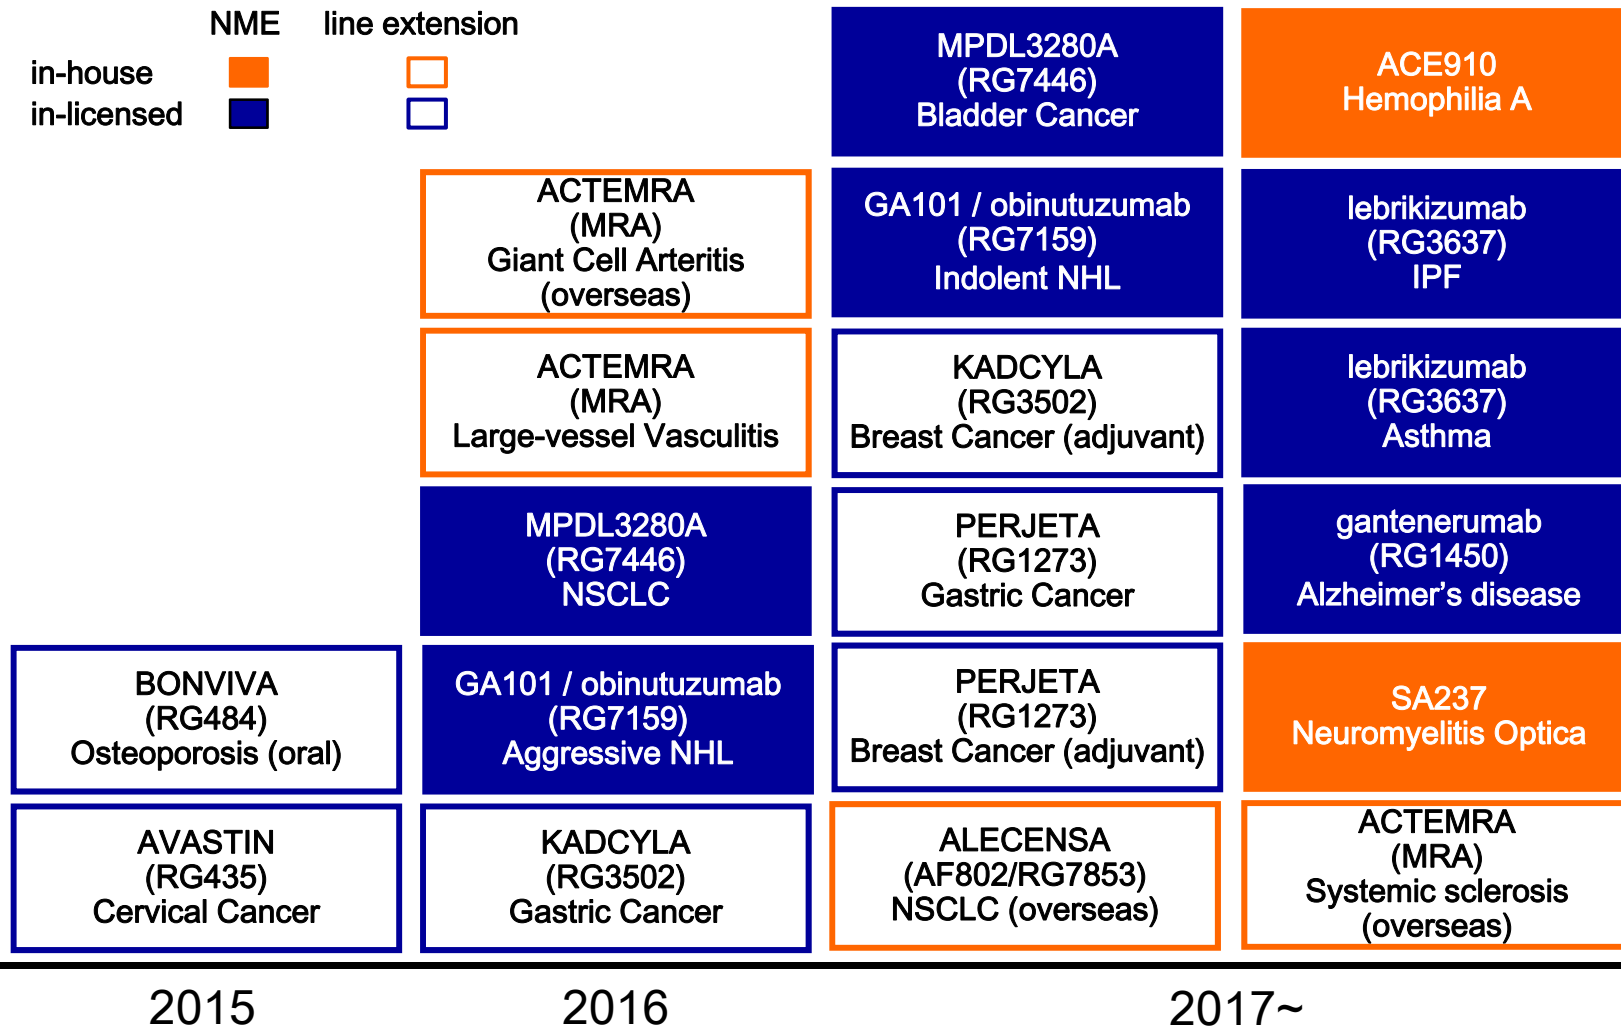 NME line extension
in-house
in-licensed
MPDL3280A
(RG7446)
Bladder Cancer
ACE910
Hemophilia A
ACTEMRA
(MRA)
Giant Cell Arteritis
(overseas)
GA101 / obinutuzumab
(RG7159)
Indolent NHL
lebrikizumab
(RG3637)
IPF
ACTEMRA
(MRA)
Large-vessel Vasculitis
KADCYLA
(RG3502)
Breast Cancer (adjuvant)
lebrikizumab
(RG3637)
Asthma
MPDL3280A
(RG7446)
NSCLC
PERJETA
(RG1273)
Gastric Cancer
gantenerumab
(RG1450)
Alzheimer’s disease
BONVIVA
(RG484)
Osteoporosis (oral)
GA101 / obinutuzumab
(RG7159)
Aggressive NHL
PERJETA
(RG1273)
Breast Cancer (adjuvant)
SA237
Neuromyelitis Optica
AVASTIN
(RG435)
Cervical Cancer
KADCYLA
(RG3502)
Gastric Cancer
ALECENSA
(AF802/RG7853)
NSCLC (overseas)
ACTEMRA
(MRA)
Systemic sclerosis
(overseas)
2015 2016 2017~